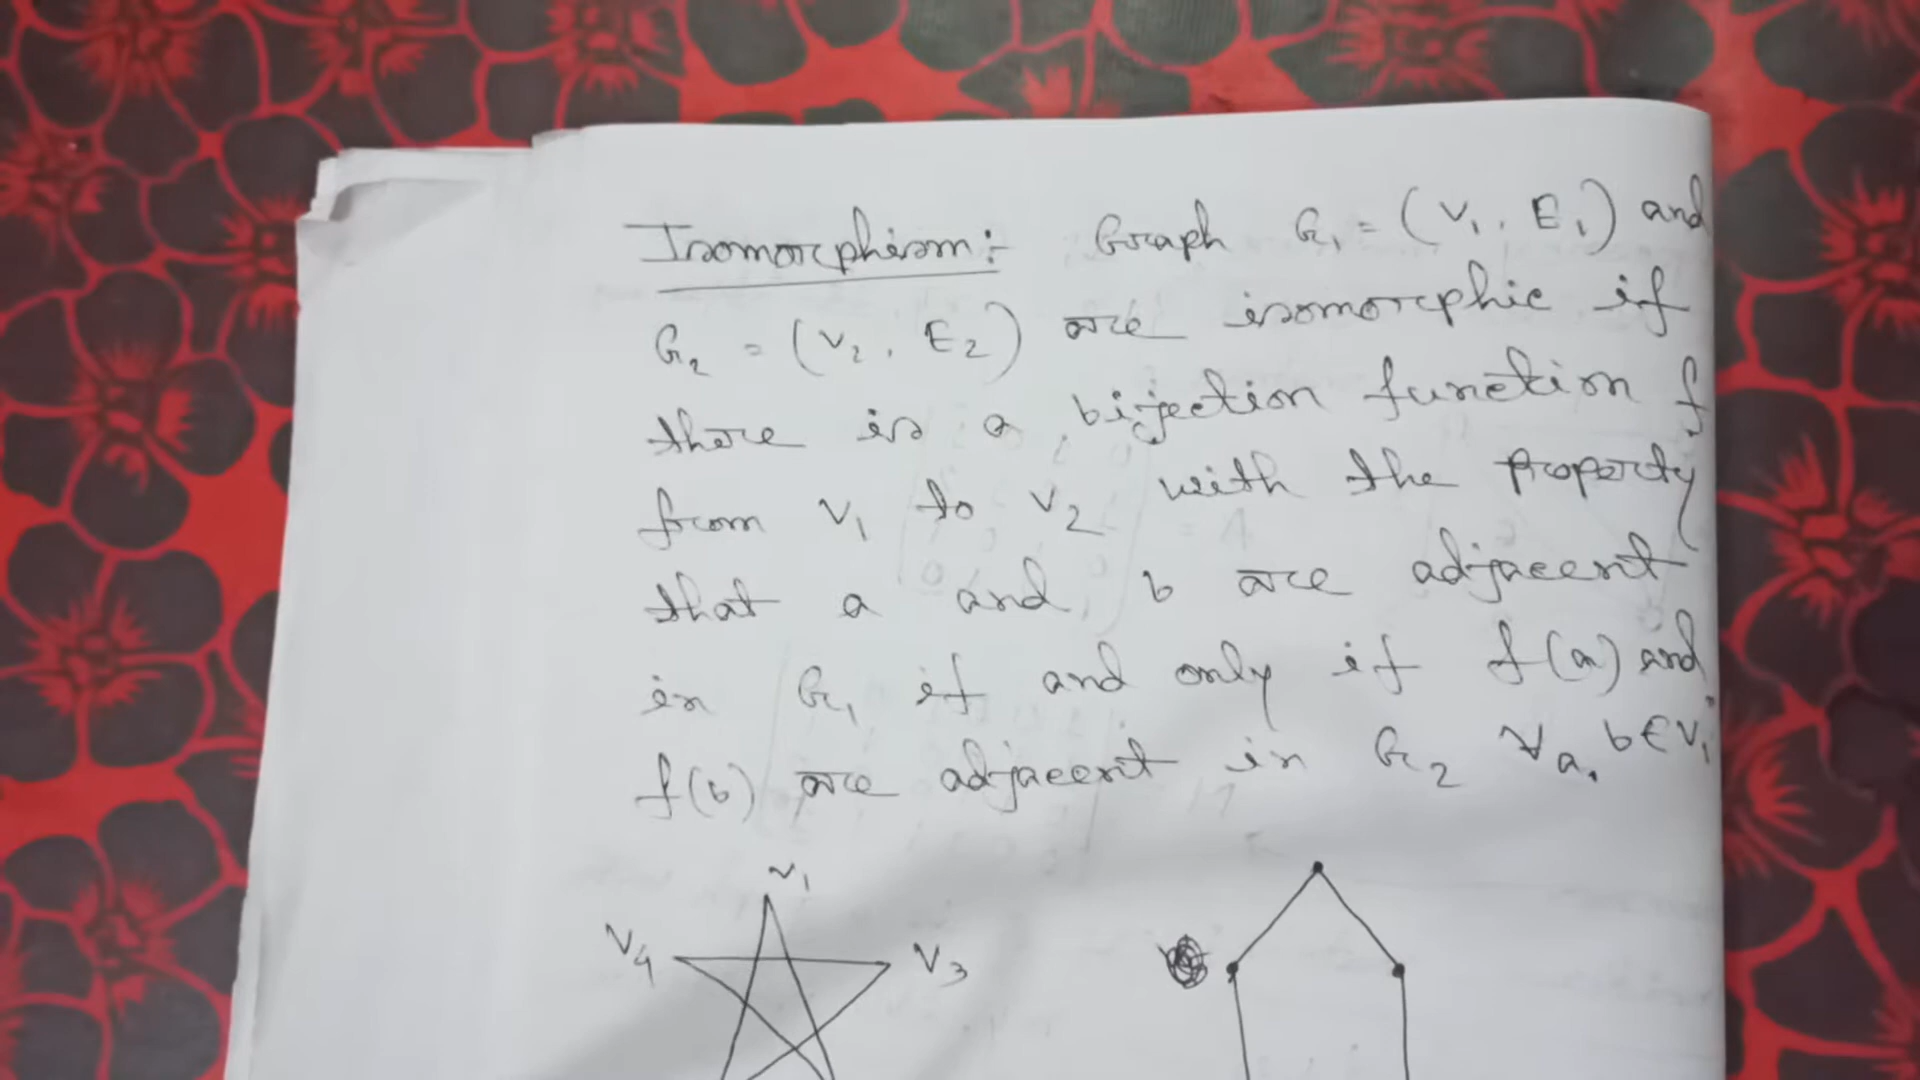 Isomorphism:- Graph G₁ = (V₁, E₁) and
G₂ = (V₂, E₂) are isomorphic if
there is a bijection function f
from V₁ to V₂ with the property
that a and b are adjacent
in G₁ if and only if f(a) and
f(b) are adjacent in G₂ ∀a, b∈V₁
V₁
V₄ V₃